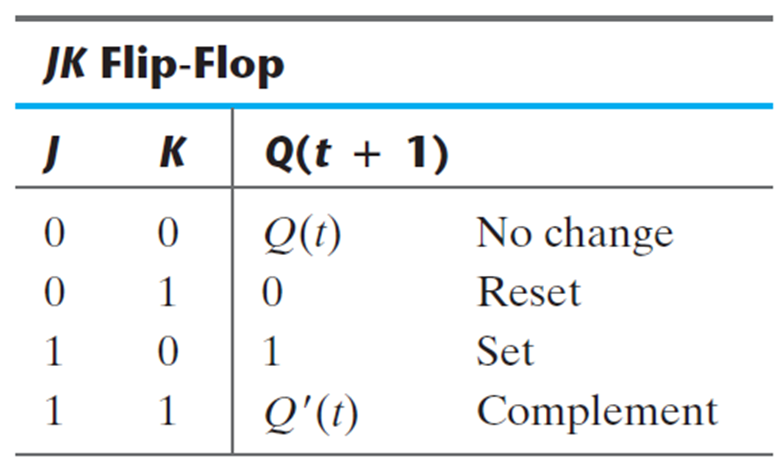 JK Flip-Flop
J K Q(t + 1)
0 0 Q(t) No change
0 1 0 Reset
1 0 1 Set
1 1 Q′(t) Complement